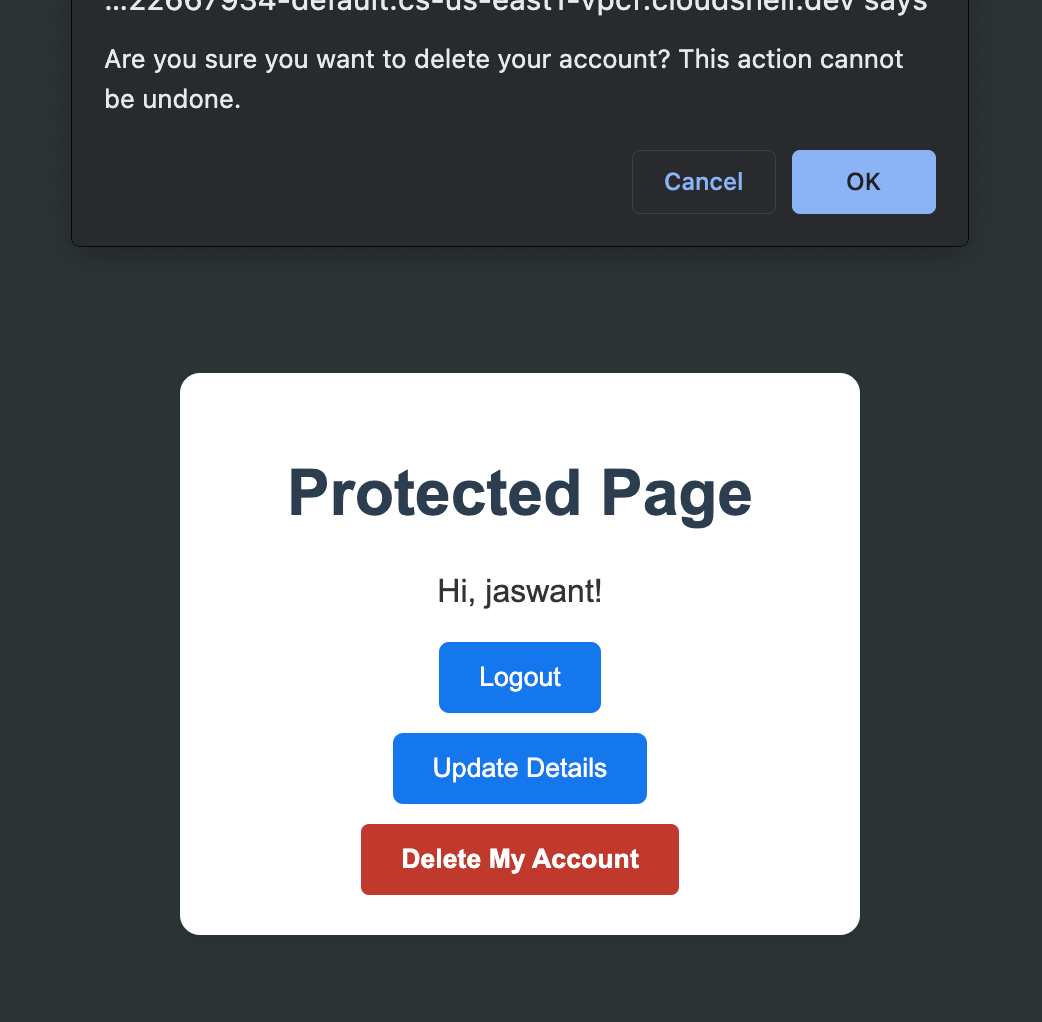 ...22667934-default.cs-us-east1-vpcf.cloudshell.dev says
Are you sure you want to delete your account? This action cannot
be undone.
Cancel
OK
Protected Page
Hi, jaswant!
Logout
Update Details
Delete My Account